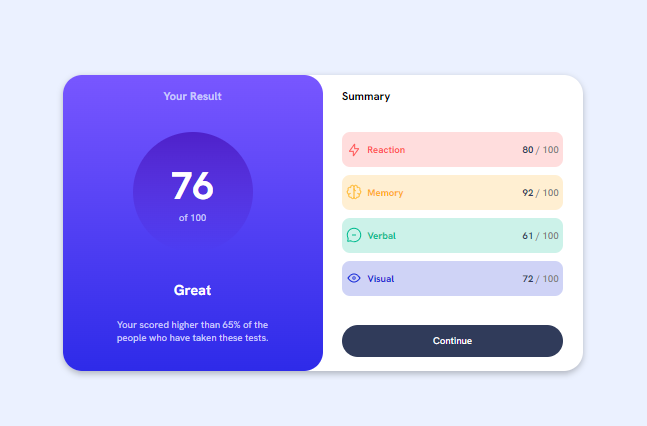 Your Result
76
of 100
Great
Your scored higher than 65% of the
people who have taken these tests.
Summary
Reaction 80 / 100
Memory 92 / 100
Verbal 61 / 100
Visual 72 / 100
Continue